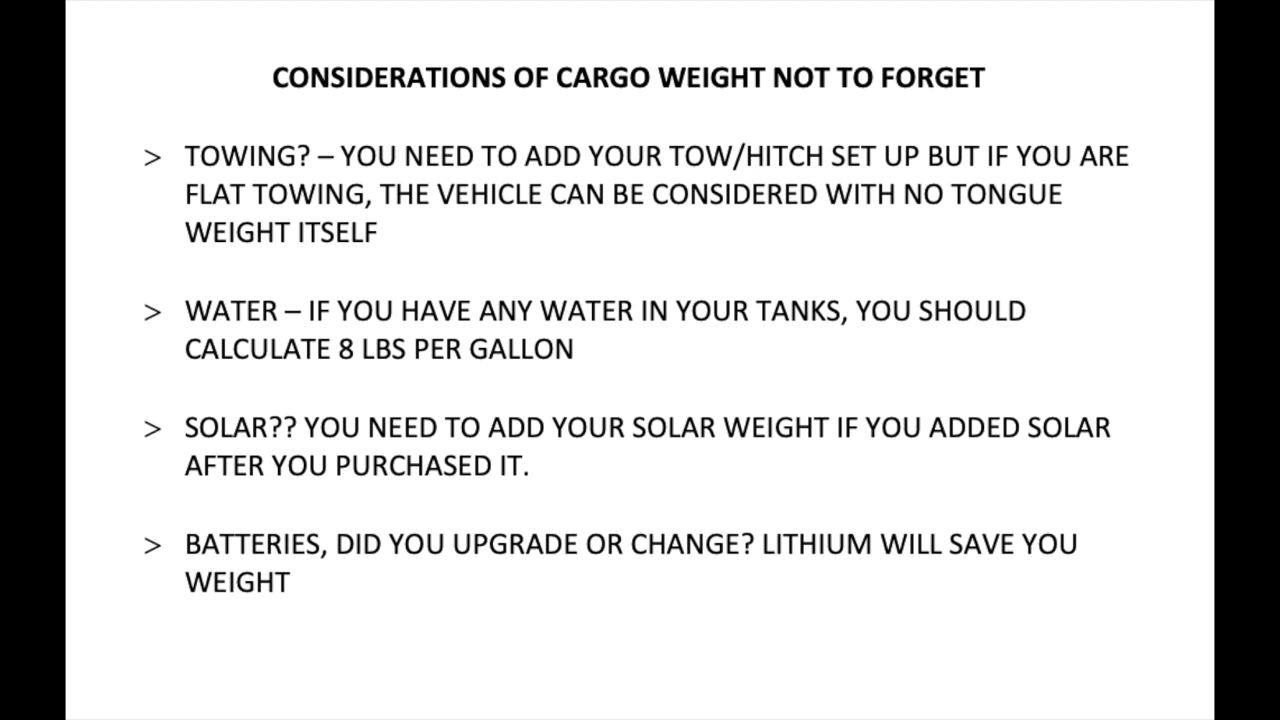 CONSIDERATIONS OF CARGO WEIGHT NOT TO FORGET
> TOWING? – YOU NEED TO ADD YOUR TOW/HITCH SET UP BUT IF YOU ARE
FLAT TOWING, THE VEHICLE CAN BE CONSIDERED WITH NO TONGUE
WEIGHT ITSELF
> WATER – IF YOU HAVE ANY WATER IN YOUR TANKS, YOU SHOULD
CALCULATE 8 LBS PER GALLON
> SOLAR?? YOU NEED TO ADD YOUR SOLAR WEIGHT IF YOU ADDED SOLAR
AFTER YOU PURCHASED IT.
> BATTERIES, DID YOU UPGRADE OR CHANGE? LITHIUM WILL SAVE YOU
WEIGHT